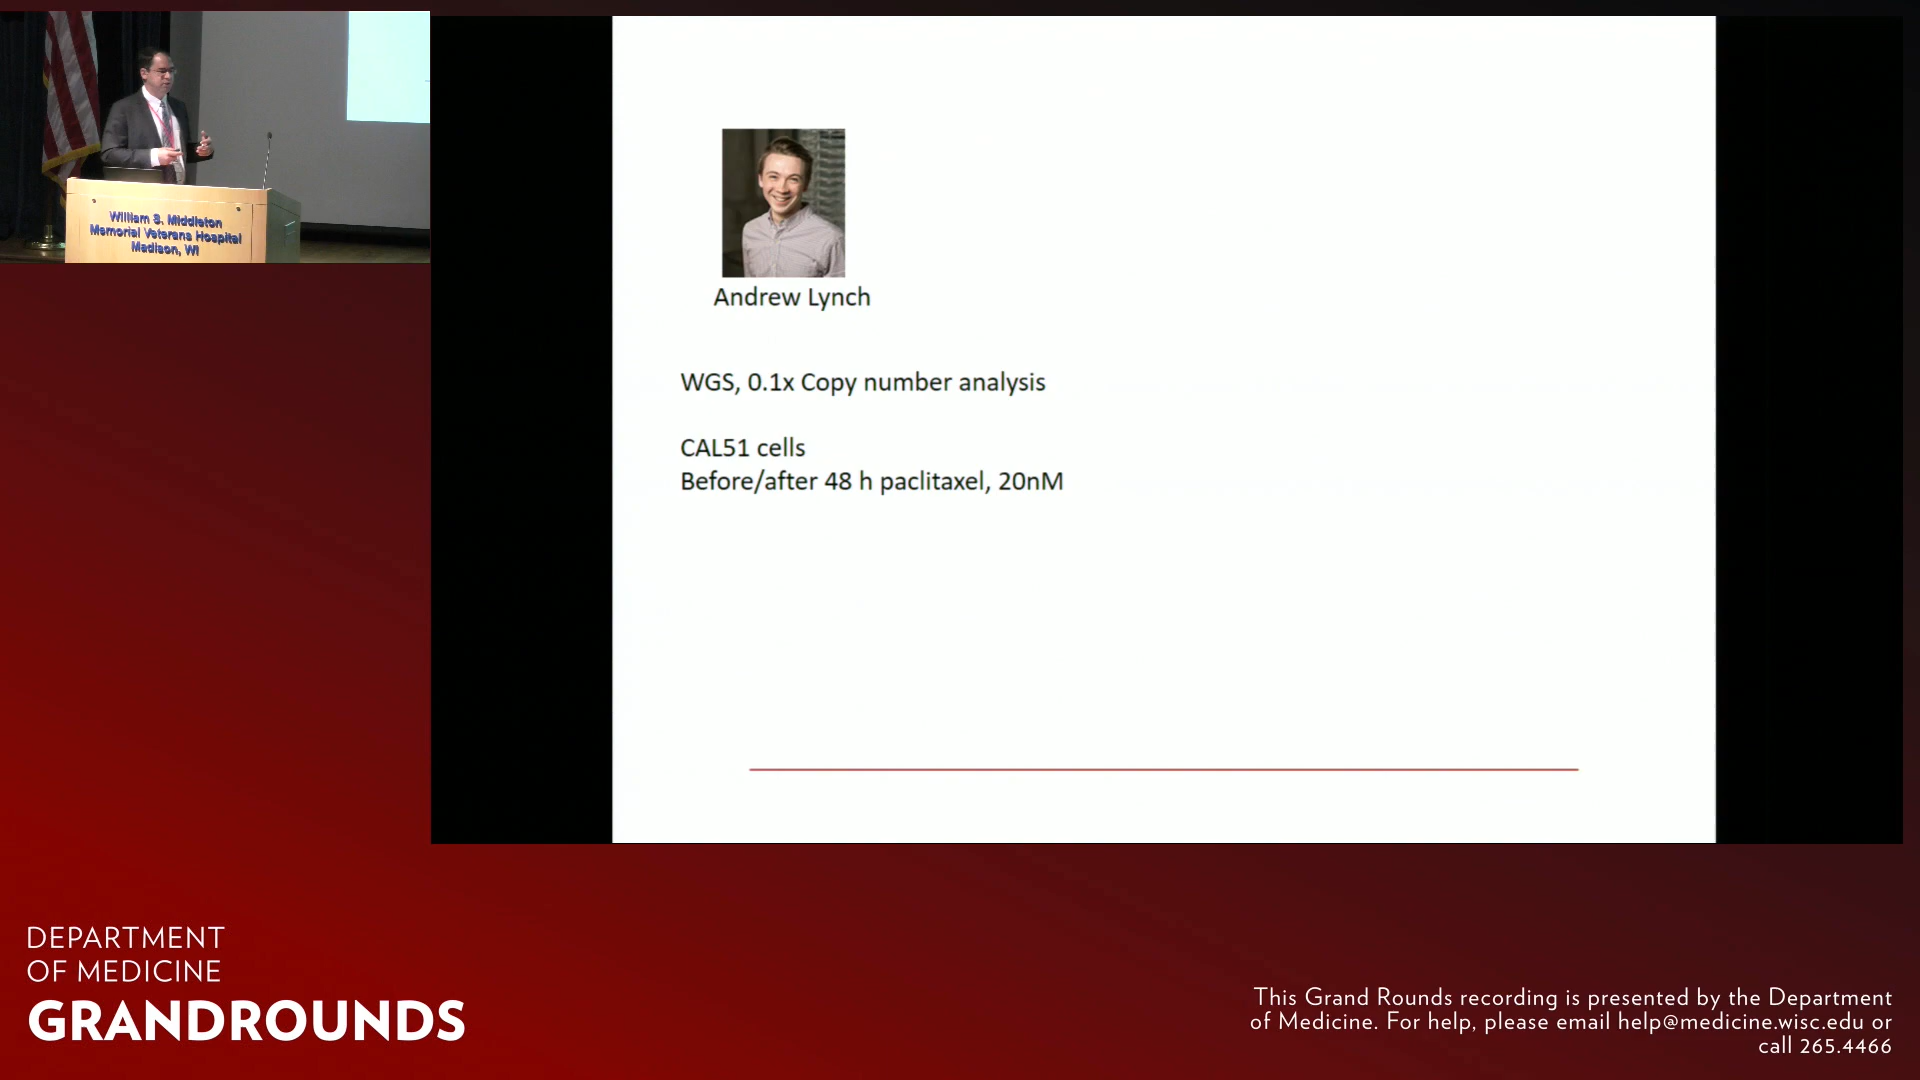 William S. Middleton
Memorial Veterans Hospital
Madison, WI
Andrew Lynch
WGS, 0.1x Copy number analysis
CAL51 cells
Before/after 48 h paclitaxel, 20nM
DEPARTMENT
OF MEDICINE
GRANDROUNDS
This Grand Rounds recording is presented by the Department
of Medicine. For help, please email help@medicine.wisc.edu or
call 265.4466